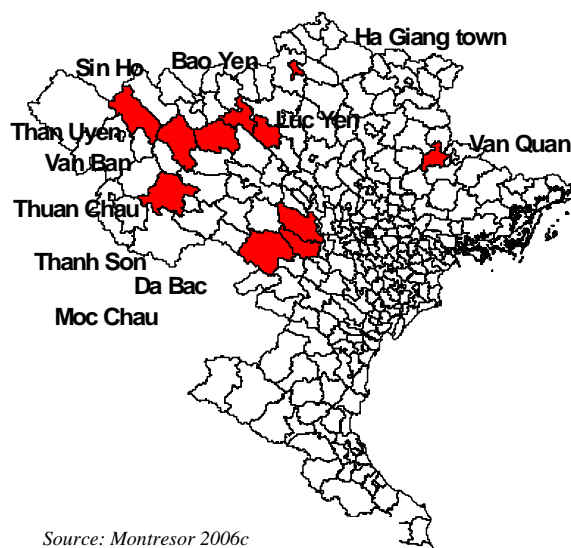 Ha Giang town
Bao Yen
Sin Ho
Luc Yen
Than Uyen
Van Quan
Van Ban
Thuan Chau
Thanh Son
Da Bac
Moc Chau
Source: Montresor 2006c